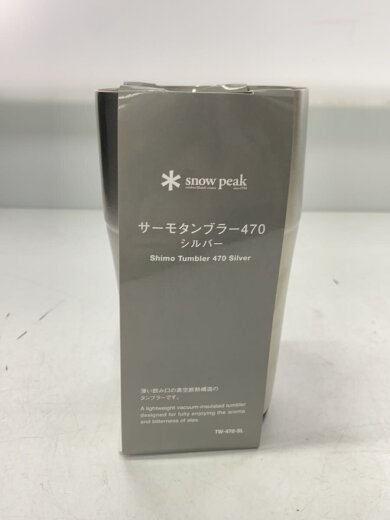 snow peak
サーモタンブラー470
シルバー
Shimo Tumbler 470 Silver
薄い飲み口の真空断熱構造の
タンブラーです。
A lightweight vacuum-insulated tumbler
designed for fully enjoying the aroma
and bitterness of ales.
TW-470-SL